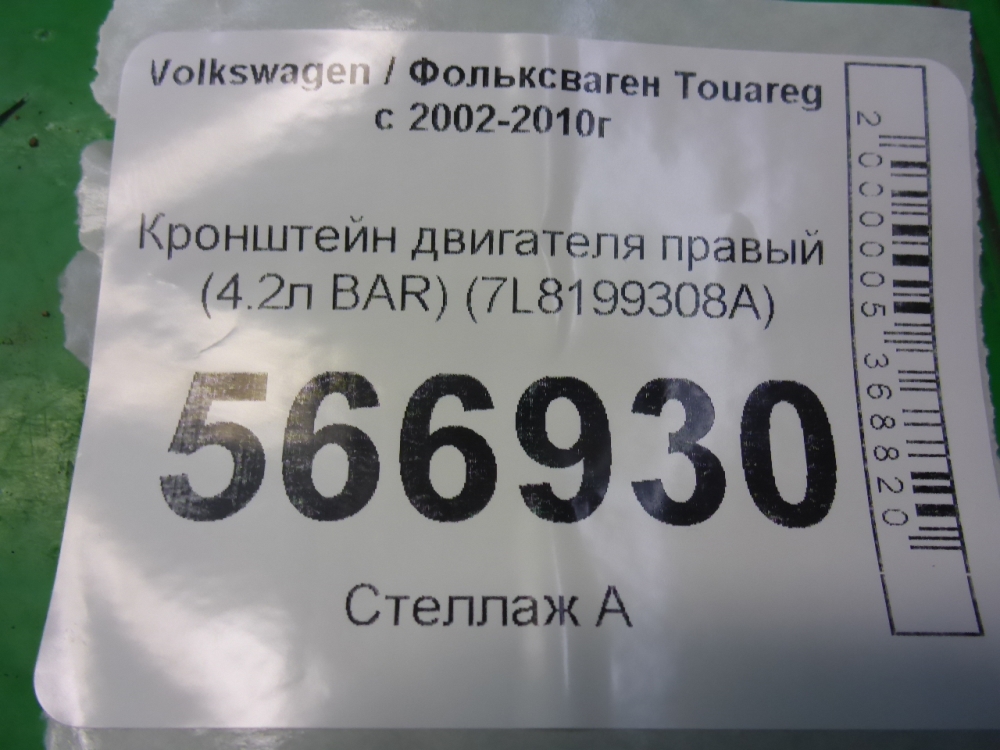 Volkswagen / Фольксваген Touareg
с 2002-2010г
Кронштейн двигателя правый
(4.2л BAR) (7L8199308A)
566930
Стеллаж А
2000005368820